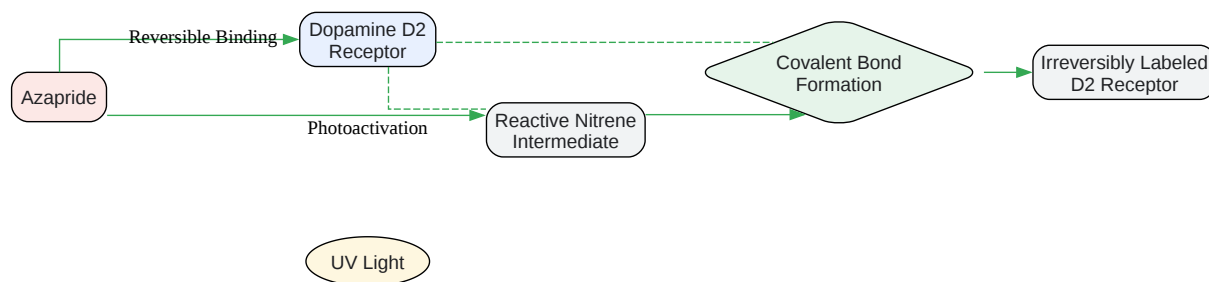 Reversible Binding
Dopamine D2
Receptor
Azapride
Photoactivation
Reactive Nitrene
Intermediate
Covalent Bond
Formation
Irreversibly Labeled
D2 Receptor
UV Light